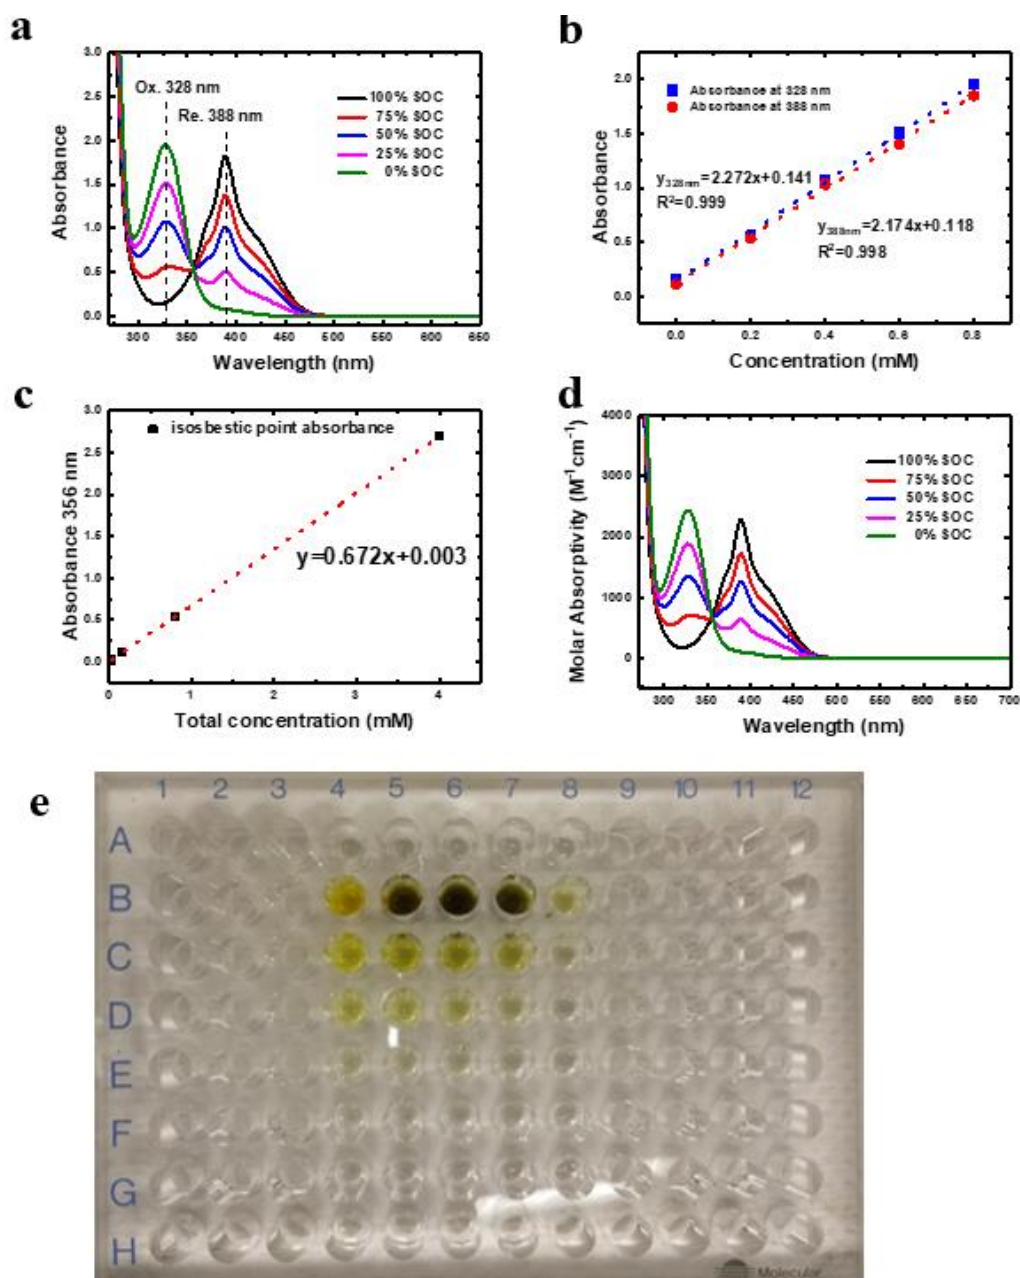 a
3.0
2.5
2.0
1.5
1.0
0.5
0.0
Absorbance
Ox. 328 nm
Re. 388 nm
100% SOC
75% SOC
50% SOC
25% SOC
0% SOC
300 350 400 450 500 550 600 650
Wavelength (nm)
b
2.0
1.5
1.0
0.5
0.0
Absorbance
Absorbance at 328 nm
Absorbance at 388 nm
y328nm=2.272x+0.141
R²=0.999
y388nm=2.174x+0.118
R²=0.998
0.0 0.2 0.4 0.6 0.8
Concentration (mM)
c
3.0
2.5
2.0
1.5
1.0
0.5
0.0
Absorbance 356 nm
isosbestic point absorbance
y=0.672x+0.003
0 1 2 3 4
Total concentration (mM)
d
4000
3000
2000
1000
0
Molar Absorptivity (M⁻¹cm⁻¹)
100% SOC
75% SOC
50% SOC
25% SOC
0% SOC
300 350 400 450 500 550 600 650 700
Wavelength (nm)
e
1 2 3 4 5 6 7 8 9 10 11 12
A
B
C
D
E
F
G
H
Molecular